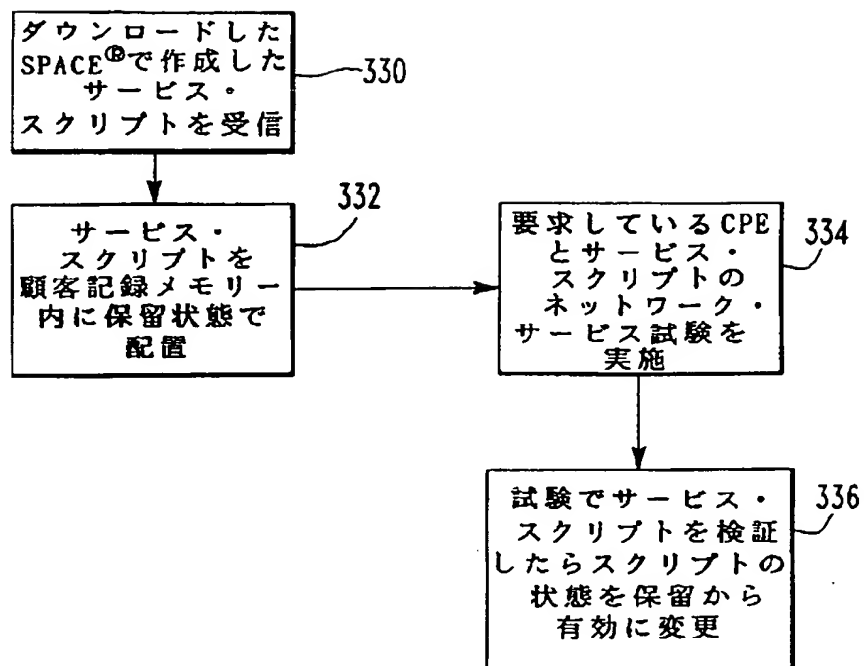 ダウンロードした
SPACE®で作成した
サービス・
スクリプトを受信
330
サービス・
スクリプトを
顧客記録メモリー
内に保留状態で
配置
332
要求しているCPE
とサービス・
スクリプトの
ネットワーク・
サービス試験を
実施
334
試験でサービス・
スクリプトを検証
したらスクリプトの
状態を保留から
有効に変更
336